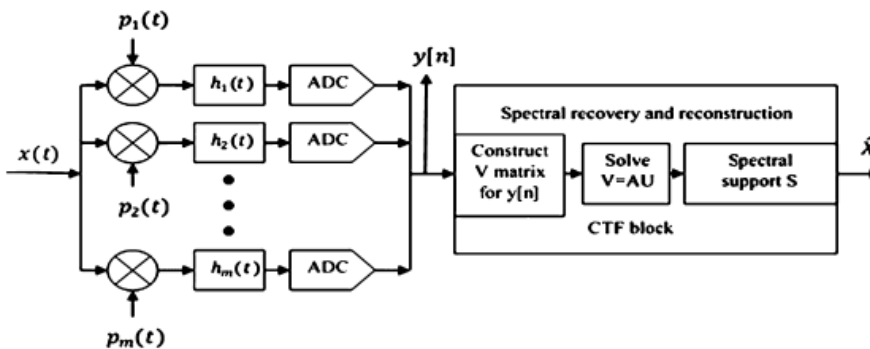 p₁(t)
y[n]
h₁(t)
ADC
Spectral recovery and reconstruction
x(t)
h₂(t)
ADC
Construct
V matrix
for y[n]
Solve
V=AU
Spectral
support S
X̂
p₂(t)
CTF block
hₘ(t)
ADC
pₘ(t)